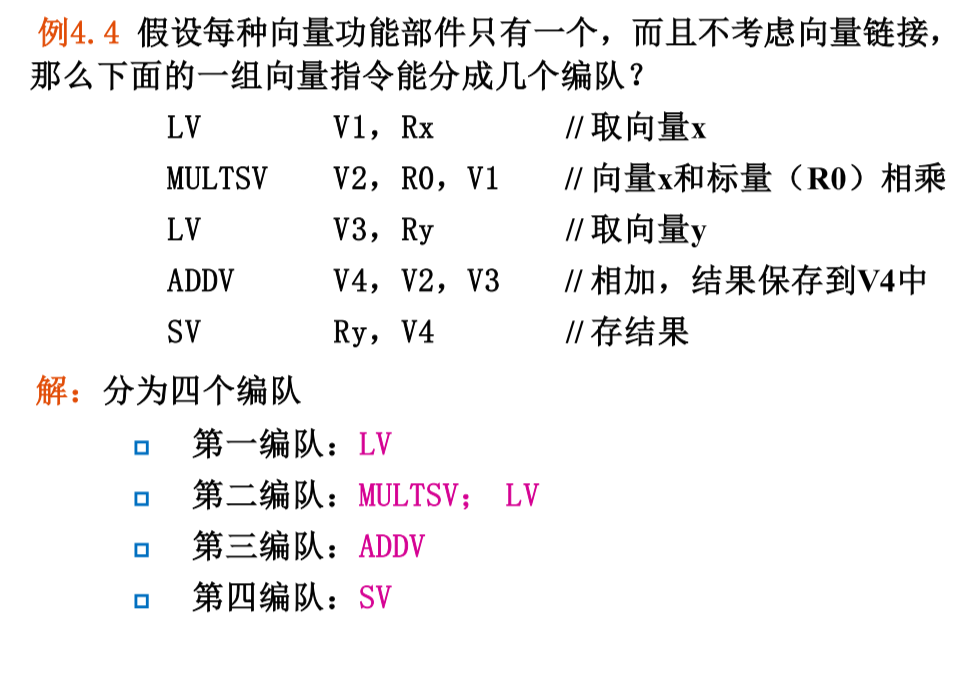 例4.4 假设每种向量功能部件只有一个，而且不考虑向量链接，
那么下面的一组向量指令能分成几个编队？
LV V1，Rx //取向量x
MULTSV V2，R0，V1 //向量x和标量（R0）相乘
LV V3，Ry //取向量y
ADDV V4，V2，V3 //相加，结果保存到V4中
SV Ry，V4 //存结果
解：分为四个编队
第一编队：LV
第二编队：MULTSV； LV
第三编队：ADDV
第四编队：SV